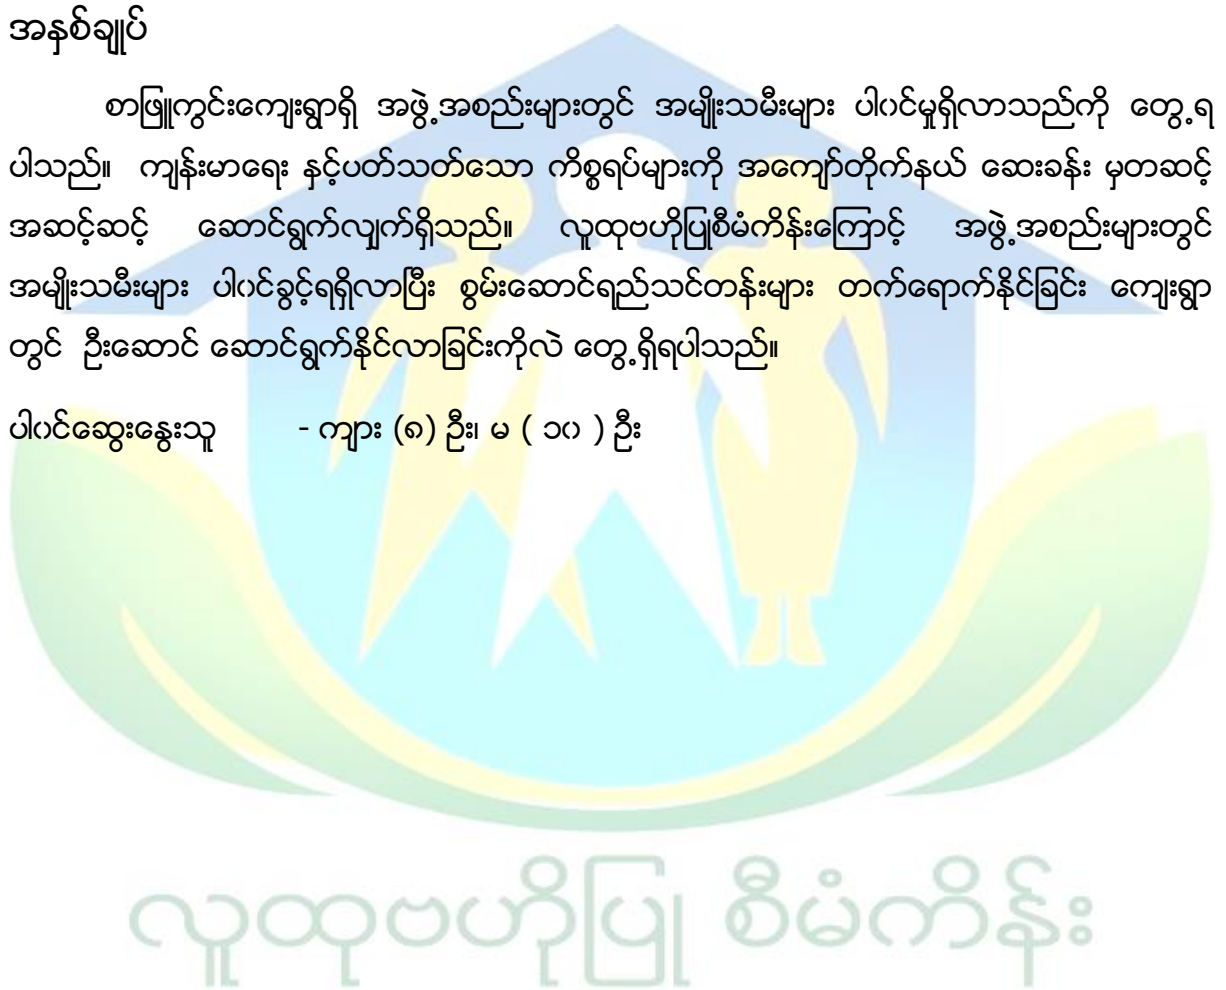 အနှစ်ချုပ်
စာဖြူကွင်းကျေးရွာရှိ အဖွဲ့အစည်းများတွင် အမျိုးသမီးများ ပါ၀င်မှုရှိလာသည်ကို တွေ့ရ
ပါသည်။ ကျန်းမာရေး နှင့်ပတ်သတ်သော ကိစ္စရပ်များကို အကျော်တိုက်နယ် ဆေးခန်း မှတဆင့်
အဆင့်ဆင့် ဆောင်ရွက်လျှက်ရှိသည်။ လူထုဗဟိုပြုစီမံကိန်းကြောင့် အဖွဲ့အစည်းများတွင်
အမျိုးသမီးများ ပါ၀င်ခွင့်ရရှိလာပြီး စွမ်းဆောင်ရည်သင်တန်းများ တက်ရောက်နိုင်ခြင်း ကျေးရွာ
တွင် ဦးဆောင် ဆောင်ရွက်နိုင်လာခြင်းကိုလဲ တွေ့ရှိရပါသည်။
ပါ၀င်ဆွေးနွေးသူ - ကျား (၈) ဦး၊ မ ( ၁၀ ) ဦး
လူထုဗဟိုပြု စီမံကိန်း